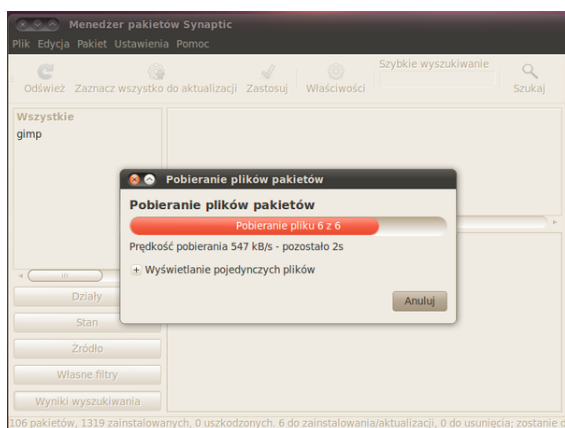 Menedżer pakietów Synaptic
Plik Edycja Pakiet Ustawienia Pomoc
Szybkie wyszukiwanie
Odśwież Zaznacz wszystko do aktualizacji Zastosuj Właściwości Szukaj
Wszystkie
gimp
Pobieranie plików pakietów
Pobieranie plików pakietów
Pobieranie pliku 6 z 6
Prędkość pobierania 547 kB/s - pozostało 2s
Wyświetlanie pojedynczych plików
Anuluj
Działy
Stan
Źródło
Własne filtry
Wyniki wyszukiwania
106 pakietów, 1319 zainstalowanych, 0 uszkodzonych. 6 do zainstalowania/aktualizacji, 0 do usunięcia; zostanie